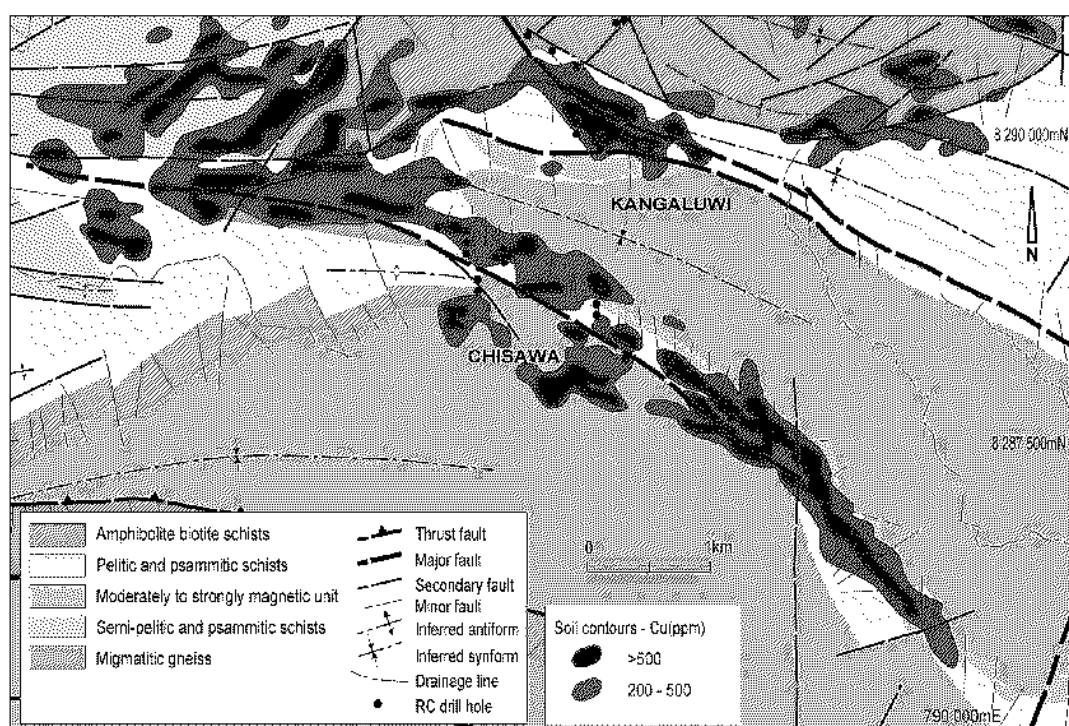 8 290 000mN
KANGALUWI
N
CHISAWA
8 287 500mN
Amphibolite biotite schists
Pelitic and psammitic schists
Moderately to strongly magnetic unit
Semi-pelitic and psammitic schists
Migmatitic gneiss
Thrust fault
Major fault
Secondary fault
Minor fault
Inferred antiform
Inferred synform
Drainage line
RC drill hole
0 1km
Soil contours - Cu(ppm)
>500
200 - 500
790 000mE